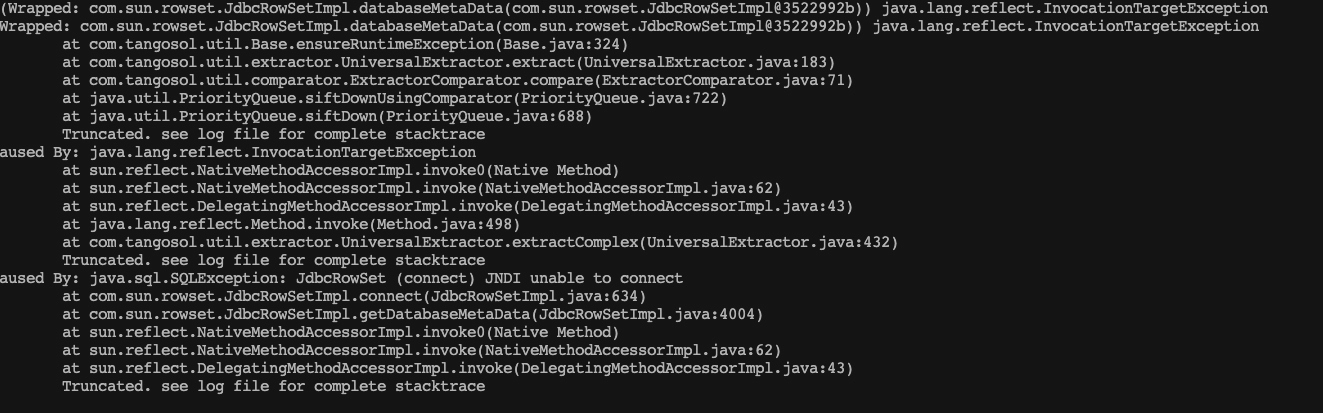 (Wrapped: com.sun.rowset.JdbcRowSetImpl.databaseMetaData(com.sun.rowset.JdbcRowSetImpl@3522992b)) java.lang.reflect.InvocationTargetException
Wrapped: com.sun.rowset.JdbcRowSetImpl.databaseMetaData(com.sun.rowset.JdbcRowSetImpl@3522992b)) java.lang.reflect.InvocationTargetException
at com.tangosol.util.Base.ensureRuntimeException(Base.java:324)
at com.tangosol.util.extractor.UniversalExtractor.extract(UniversalExtractor.java:183)
at com.tangosol.util.comparator.ExtractorComparator.compare(ExtractorComparator.java:71)
at java.util.PriorityQueue.siftDownUsingComparator(PriorityQueue.java:722)
at java.util.PriorityQueue.siftDown(PriorityQueue.java:688)
Truncated. see log file for complete stacktrace
aused By: java.lang.reflect.InvocationTargetException
at sun.reflect.NativeMethodAccessorImpl.invoke0(Native Method)
at sun.reflect.NativeMethodAccessorImpl.invoke(NativeMethodAccessorImpl.java:62)
at sun.reflect.DelegatingMethodAccessorImpl.invoke(DelegatingMethodAccessorImpl.java:43)
at java.lang.reflect.Method.invoke(Method.java:498)
at com.tangosol.util.extractor.UniversalExtractor.extractComplex(UniversalExtractor.java:432)
Truncated. see log file for complete stacktrace
aused By: java.sql.SQLException: JdbcRowSet (connect) JNDI unable to connect
at com.sun.rowset.JdbcRowSetImpl.connect(JdbcRowSetImpl.java:634)
at com.sun.rowset.JdbcRowSetImpl.getDatabaseMetaData(JdbcRowSetImpl.java:4004)
at sun.reflect.NativeMethodAccessorImpl.invoke0(Native Method)
at sun.reflect.NativeMethodAccessorImpl.invoke(NativeMethodAccessorImpl.java:62)
at sun.reflect.DelegatingMethodAccessorImpl.invoke(DelegatingMethodAccessorImpl.java:43)
Truncated. see log file for complete stacktrace